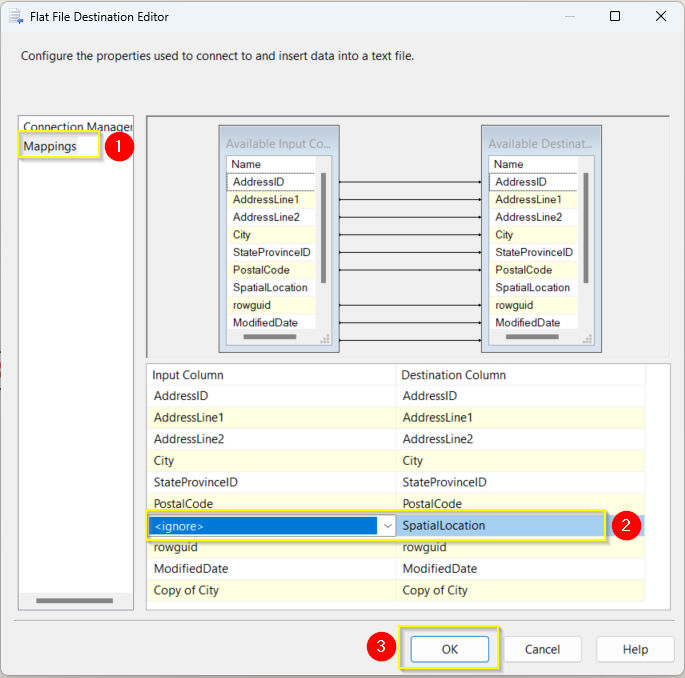 Flat File Destination Editor
Configure the properties used to connect to and insert data into a text file.
Connection Manager
Mappings
1
Available Input Co...
Name
AddressID
AddressLine1
AddressLine2
City
StateProvinceID
PostalCode
SpatialLocation
rowguid
ModifiedDate
Available Destinat...
Name
AddressID
AddressLine1
AddressLine2
City
StateProvinceID
PostalCode
SpatialLocation
rowguid
ModifiedDate
Input Column Destination Column
AddressID AddressID
AddressLine1 AddressLine1
AddressLine2 AddressLine2
City City
StateProvinceID StateProvinceID
PostalCode PostalCode
<ignore> SpatialLocation 2
rowguid rowguid
ModifiedDate ModifiedDate
Copy of City Copy of City
3 OK Cancel Help